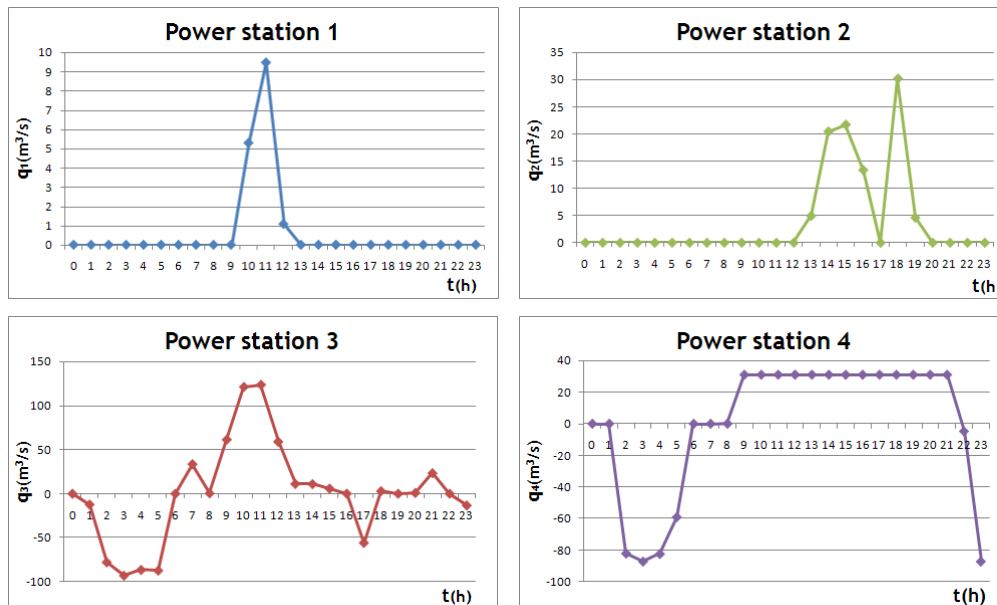 Power station 1
10
9
8
7
6
5
4
3
2
1
0
q₁(m³/s)
0 1 2 3 4 5 6 7 8 9 10 11 12 13 14 15 16 17 18 19 20 21 22 23
t(h)
Power station 2
35
30
25
20
15
10
5
0
q₂(m³/s)
0 1 2 3 4 5 6 7 8 9 10 11 12 13 14 15 16 17 18 19 20 21 22 23
t(h
Power station 3
150
100
50
0
-50
-100
q₃(m³/s)
0 1 2 3 4 5 6 7 8 9 10 11 12 13 14 15 16 17 18 19 20 21 22 23
t(h)
Power station 4
40
20
0
-20
-40
-60
-80
-100
q₄(m³/s)
0 1 2 3 4 5 6 7 8 9 10 11 12 13 14 15 16 17 18 19 20 21 22 23
t(h)